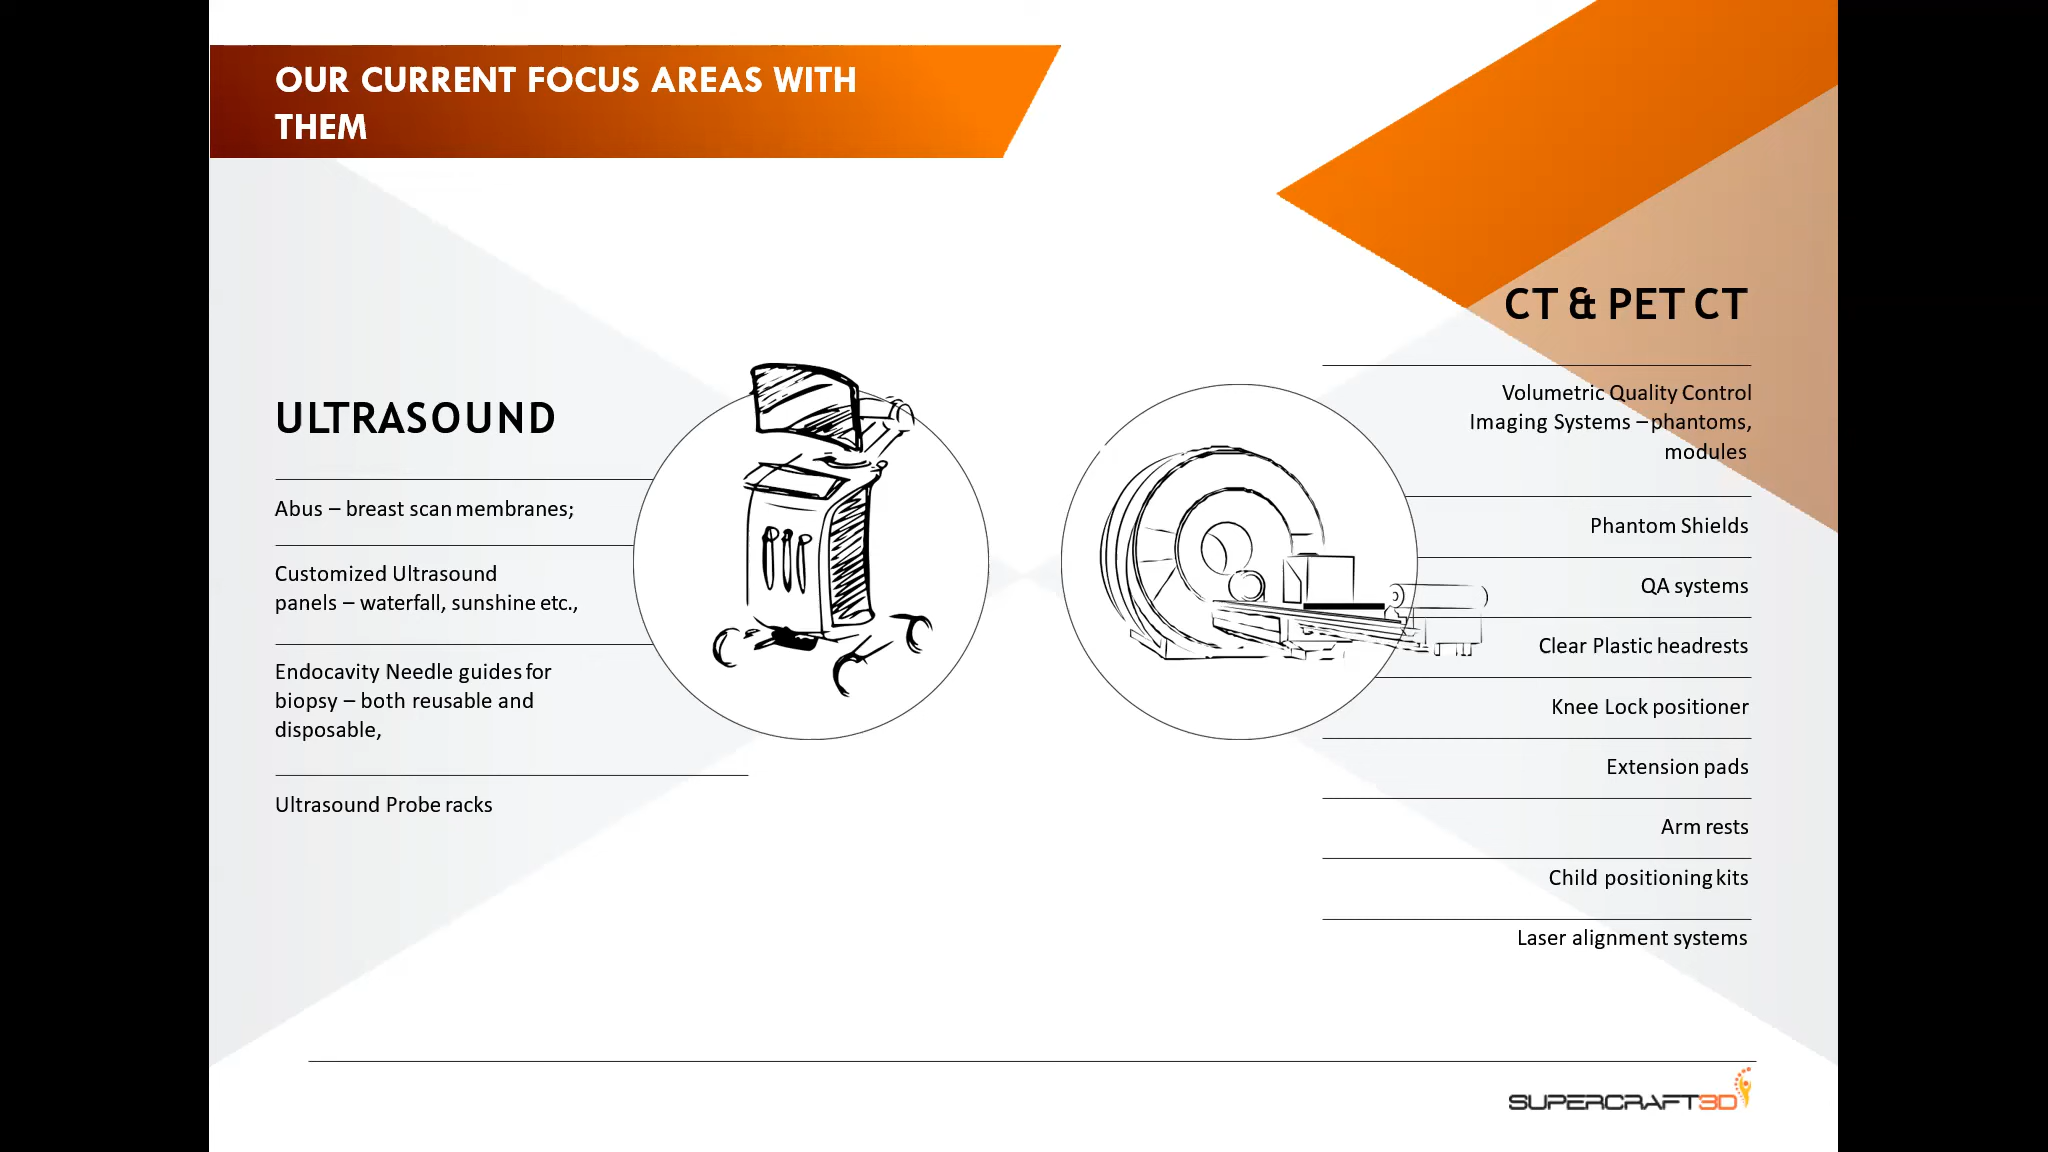 OUR CURRENT FOCUS AREAS WITH
THEM
ULTRASOUND
Abus – breast scan membranes;
Customized Ultrasound
panels – waterfall, sunshine etc.,
Endocavity Needle guides for
biopsy – both reusable and
disposable,
Ultrasound Probe racks
CT & PET CT
Volumetric Quality Control
Imaging Systems – phantoms,
modules
Phantom Shields
QA systems
Clear Plastic headrests
Knee Lock positioner
Extension pads
Arm rests
Child positioning kits
Laser alignment systems
SUPERCRAFT3D